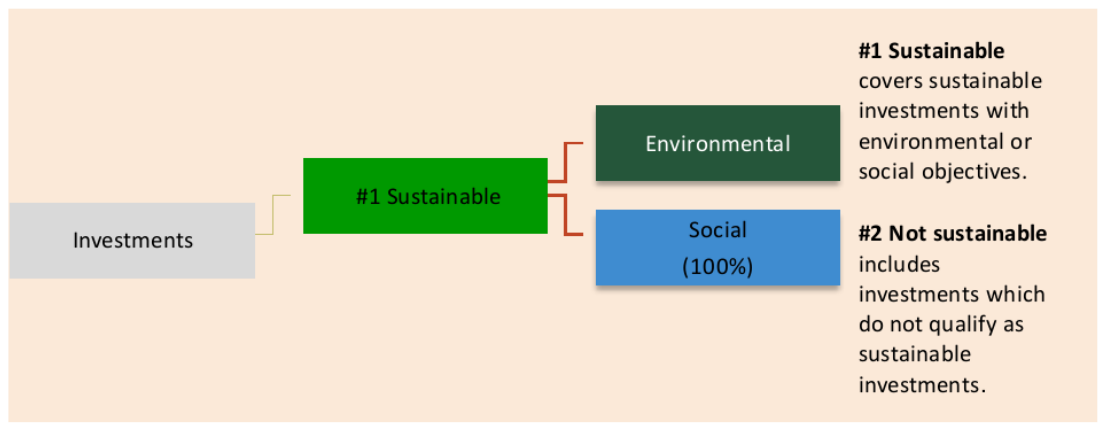 Investments
#1 Sustainable
Environmental
Social
(100%)
#1 Sustainable
covers sustainable
investments with
environmental or
social objectives.
#2 Not sustainable
includes
investments which
do not qualify as
sustainable
investments.